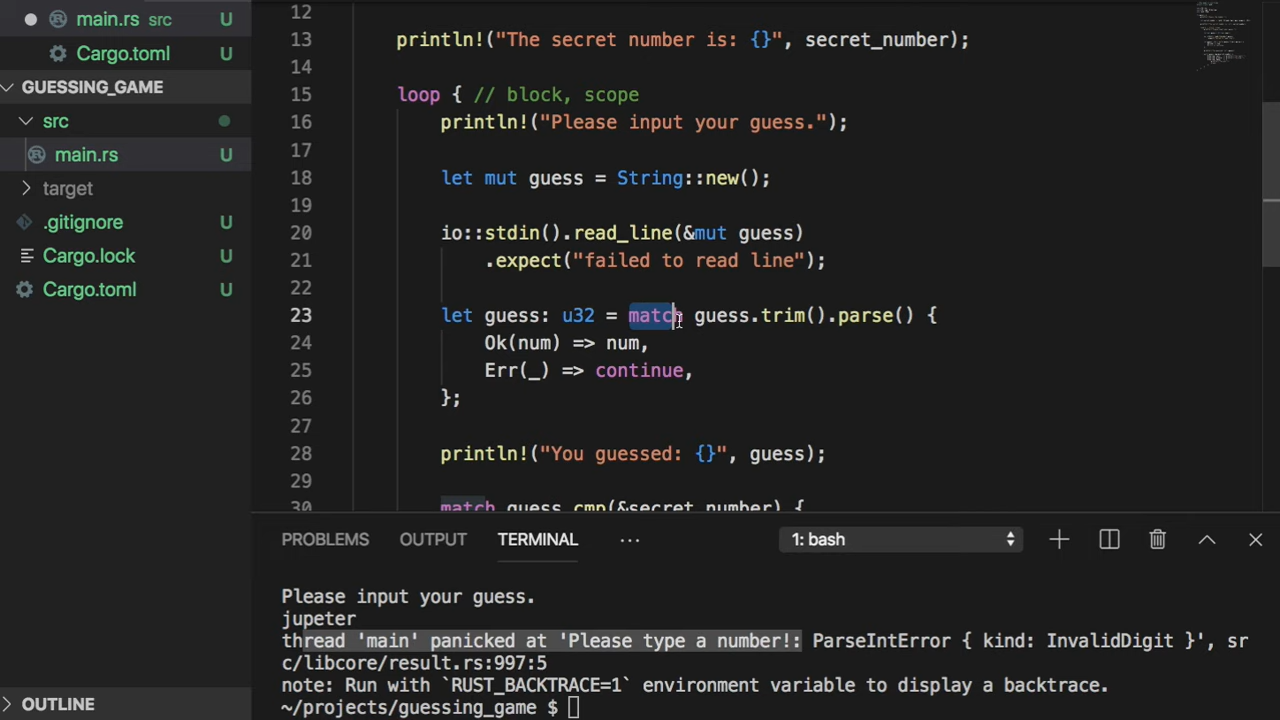 main.rs src U
Cargo.toml U
GUESSING_GAME
src
main.rs U
target
.gitignore U
Cargo.lock U
Cargo.toml U
OUTLINE
12
13 println!("The secret number is: {}", secret_number);
14
15 loop { // block, scope
16 println!("Please input your guess.");
17
18 let mut guess = String::new();
19
20 io::stdin().read_line(&mut guess)
21 .expect("failed to read line");
22
23 let guess: u32 = match guess.trim().parse() {
24 Ok(num) => num,
25 Err(_) => continue,
26 };
27
28 println!("You guessed: {}", guess);
29
30 match guess.cmp(&secret_number) {
PROBLEMS OUTPUT TERMINAL ... 1: bash
Please input your guess.
jupeter
thread 'main' panicked at 'Please type a number!: ParseIntError { kind: InvalidDigit }', sr
c/libcore/result.rs:997:5
note: Run with `RUST_BACKTRACE=1` environment variable to display a backtrace.
~/projects/guessing_game $